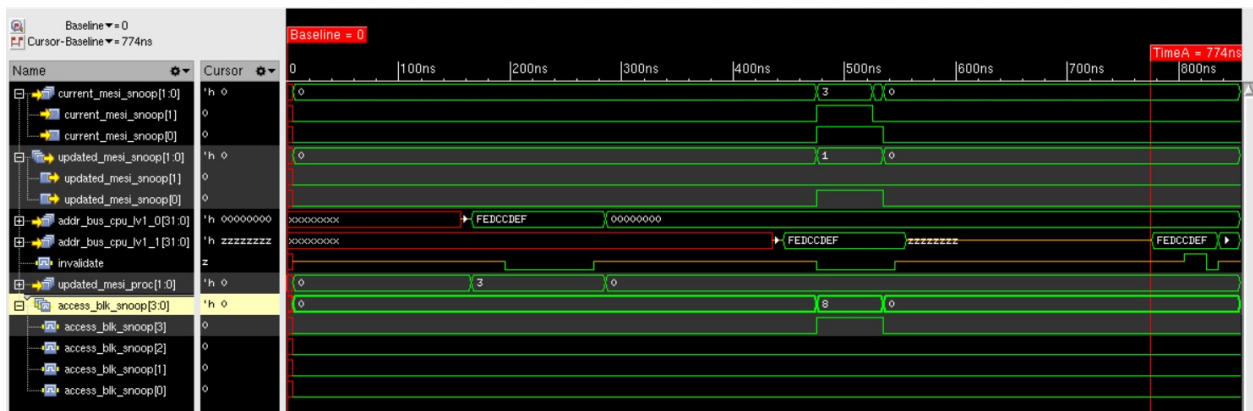 Baseline ▾= 0
Cursor-Baseline ▾= 774ns
Baseline = 0
TimeA = 774ns
Name Cursor 0 100ns 200ns 300ns 400ns 500ns 600ns 700ns 800ns
current_mesi_snoop[1:0] 'h 0 0 3 0
current_mesi_snoop[1] 0
current_mesi_snoop[0] 0
updated_mesi_snoop[1:0] 'h 0 0 1 0
updated_mesi_snoop[1] 0
updated_mesi_snoop[0] 0
addr_bus_cpu_lv1_0[31:0] 'h 00000000 xxxxxxxx FEDCCDEF 00000000
addr_bus_cpu_lv1_1[31:0] 'h zzzzzzzz xxxxxxxx FEDCCDEF zzzzzzzz FEDCCDEF
invalidate z
updated_mesi_proc[1:0] 'h 0 0 3 0
access_blk_snoop[3:0] 'h 0 0 8 0
access_blk_snoop[3] 0
access_blk_snoop[2] 0
access_blk_snoop[1] 0
access_blk_snoop[0] 0